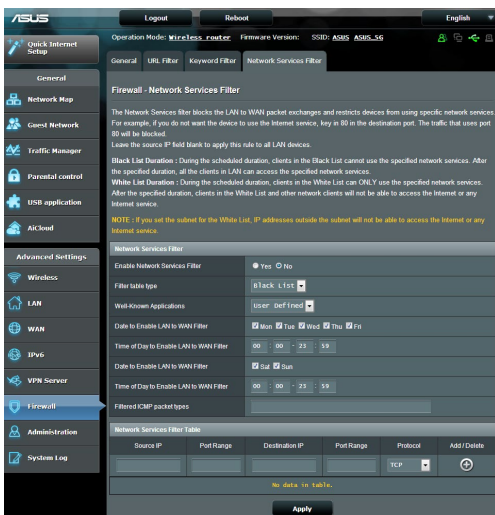 ASUS
Logout
Reboot
English
Quick Internet Setup
Operation Mode: Wireless router Firmware Version: SSID: ASUS ASUS_5G
General
URL Filter
Keyword Filter
Network Services Filter
General
Network Map
Guest Network
Traffic Manager
Parental control
USB application
AiCloud
Advanced Settings
Wireless
LAN
WAN
IPv6
VPN Server
Firewall
Administration
System Log
Firewall - Network Services Filter
The Network Services filter blocks the LAN to WAN packet exchanges and restricts devices from using specific network services.
For example, if you do not want the device to use the Internet service, key in 80 in the destination port. The traffic that uses port
80 will be blocked.
Leave the source IP field blank to apply this rule to all LAN devices.
Black List Duration : During the scheduled duration, clients in the Black List cannot use the specified network services. After
the specified duration, all the clients in LAN can access the specified network services.
White List Duration : During the scheduled duration, clients in the White List can ONLY use the specified network services.
After the specified duration, clients in the White List and other network clients will not be able to access the Internet or any
Internet service.
NOTE : If you set the subnet for the White List, IP addresses outside the subnet will not be able to access the Internet or any
Internet service.
Network Services Filter
Enable Network Services Filter Yes No
Filter table type Black List
Well-Known Applications User Defined
Date to Enable LAN to WAN Filter Mon Tue Wed Thu Fri
Time of Day to Enable LAN to WAN Filter 00 : 00 - 23 : 59
Date to Enable LAN to WAN Filter Sat Sun
Time of Day to Enable LAN to WAN Filter 00 : 00 - 23 : 59
Filtered ICMP packet types
Network Services Filter Table
Source IP Port Range Destination IP Port Range Protocol Add / Delete
TCP
No data in table.
Apply